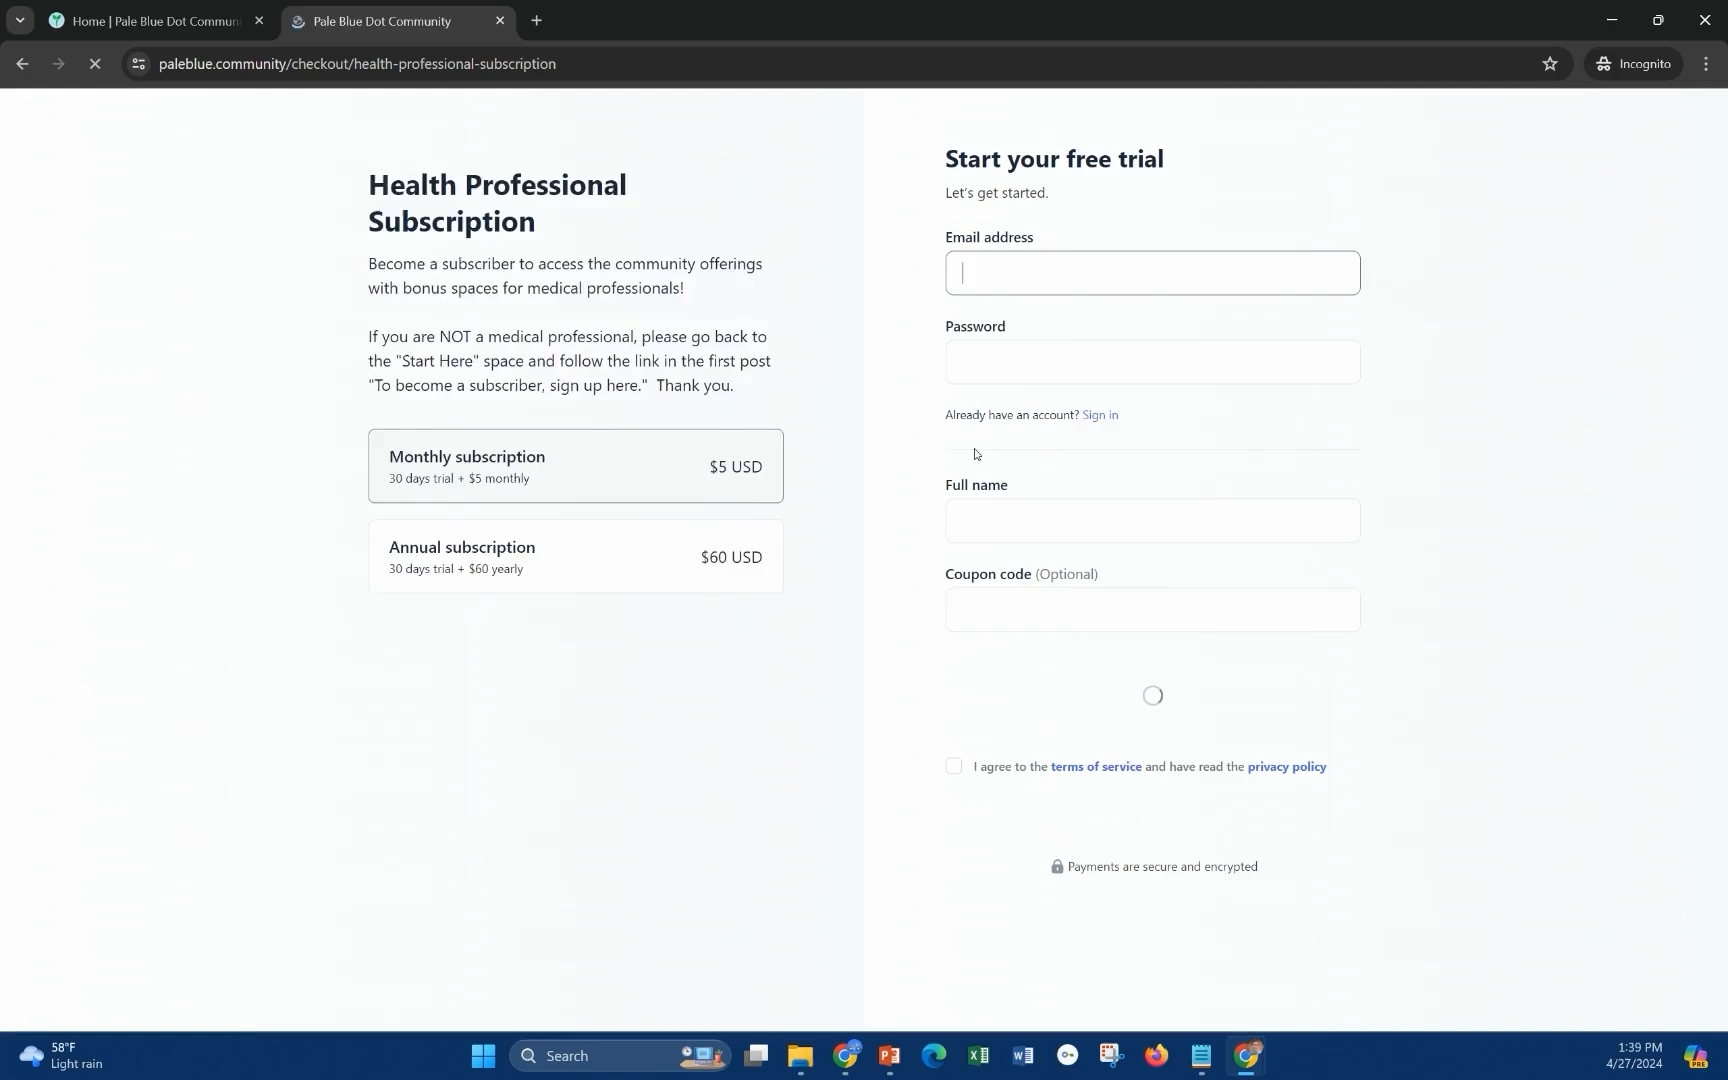 Home | Pale Blue Dot Commun
Pale Blue Dot Community
paleblue.community/checkout/health-professional-subscription
Incognito
Health Professional
Subscription
Become a subscriber to access the community offerings
with bonus spaces for medical professionals!
If you are NOT a medical professional, please go back to
the "Start Here" space and follow the link in the first post
"To become a subscriber, sign up here."  Thank you.
Monthly subscription
30 days trial + $5 monthly
$5 USD
Annual subscription
30 days trial + $60 yearly
$60 USD
Start your free trial
Let's get started.
Email address
Password
Already have an account? Sign in
Full name
Coupon code (Optional)
I agree to the terms of service and have read the privacy policy
Payments are secure and encrypted
58°F
Light rain
Search
1:39 PM
4/27/2024
PRE